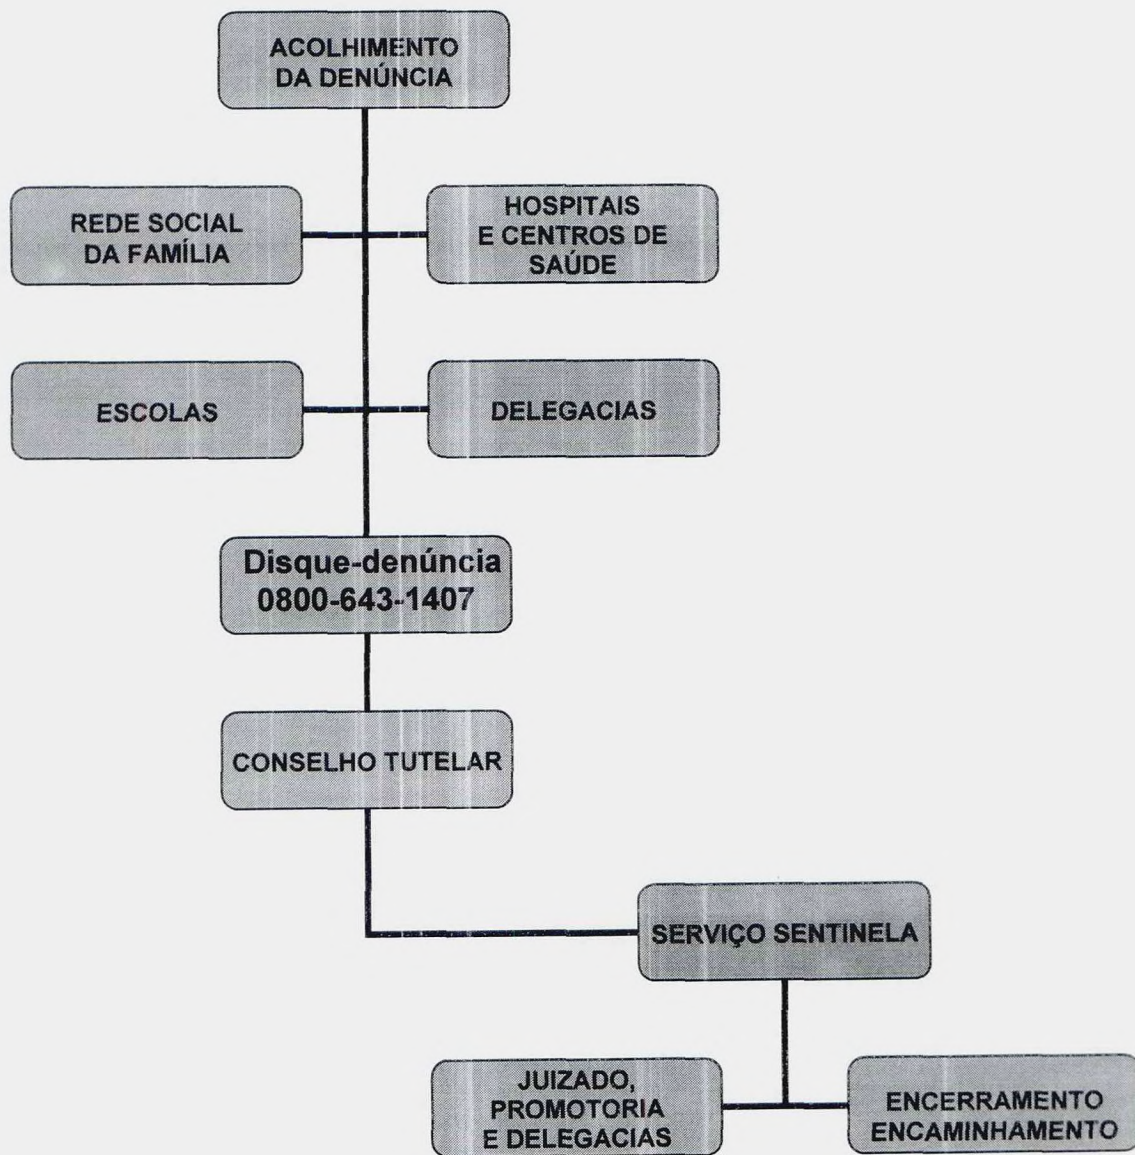 ACOLHIMENTO
DA DENÚNCIA
REDE SOCIAL
DA FAMÍLIA
HOSPITAIS
E CENTROS DE
SAÚDE
ESCOLAS
DELEGACIAS
Disque-denúncia
0800-643-1407
CONSELHO TUTELAR
SERVIÇO SENTINELA
JUIZADO,
PROMOTORIA
E DELEGACIAS
ENCERRAMENTO
ENCAMINHAMENTO